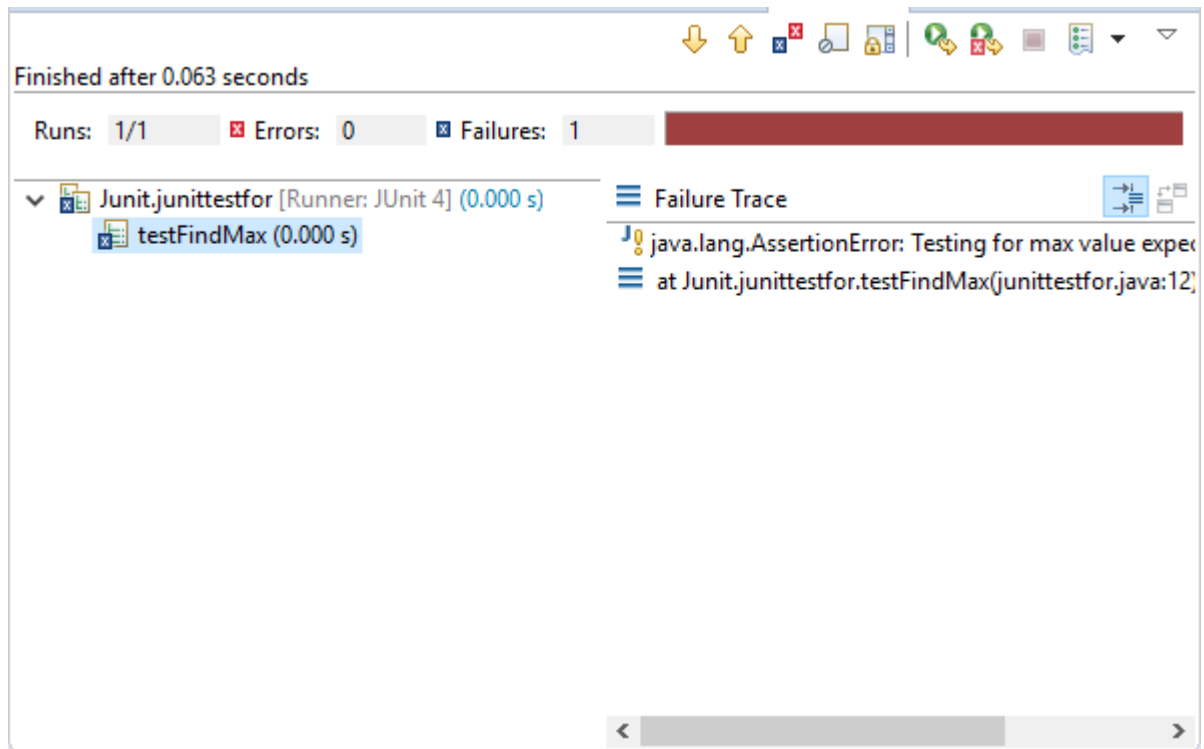 Finished after 0.063 seconds
Runs: 1/1 Errors: 0 Failures: 1
Junit.junittestfor [Runner: JUnit 4] (0.000 s)
testFindMax (0.000 s)
Failure Trace
java.lang.AssertionError: Testing for max value expec
at Junit.junittestfor.testFindMax(junittestfor.java:12)